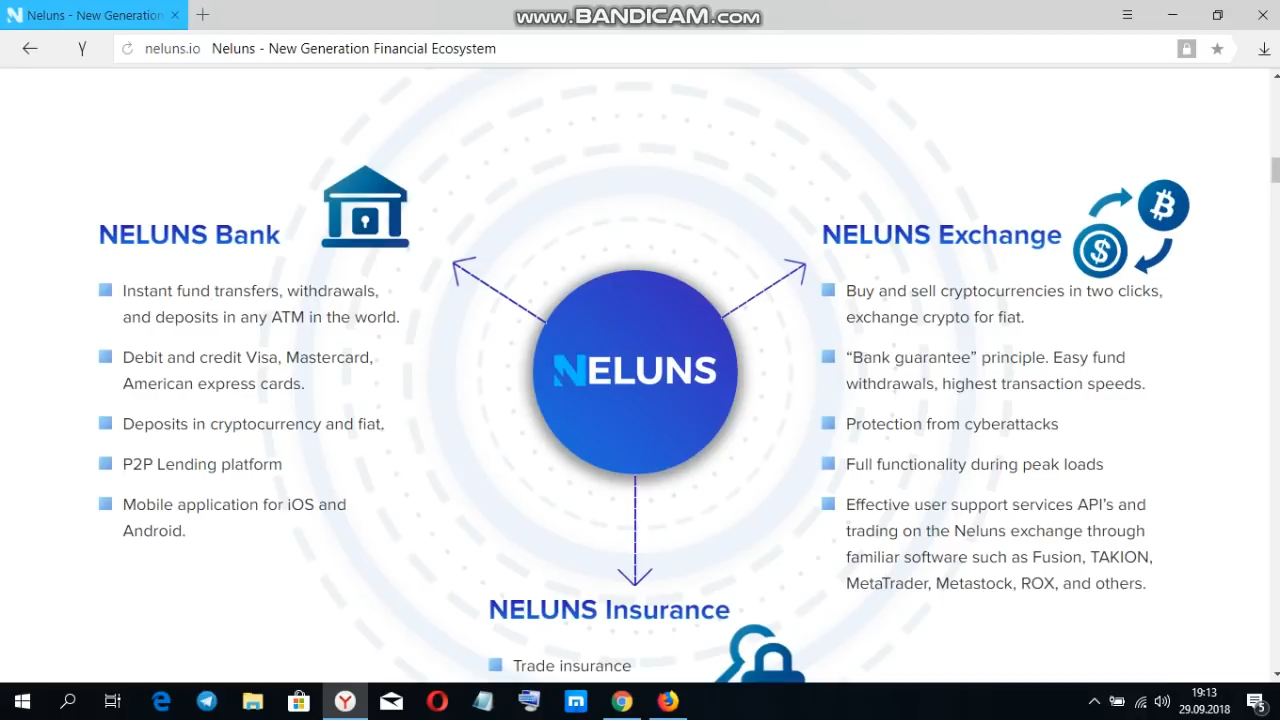 Neluns - New Generation
www.BANDICAM.com
neluns.io Neluns - New Generation Financial Ecosystem
NELUNS Bank
Instant fund transfers, withdrawals,
and deposits in any ATM in the world.
Debit and credit Visa, Mastercard,
American express cards.
Deposits in cryptocurrency and fiat.
P2P Lending platform
Mobile application for iOS and
Android.
NELUNS
NELUNS Exchange
Buy and sell cryptocurrencies in two clicks,
exchange crypto for fiat.
“Bank guarantee” principle. Easy fund
withdrawals, highest transaction speeds.
Protection from cyberattacks
Full functionality during peak loads
Effective user support services API’s and
trading on the Neluns exchange through
familiar software such as Fusion, TAKION,
MetaTrader, Metastock, ROX, and others.
NELUNS Insurance
Trade insurance
19:13
29.09.2018
5